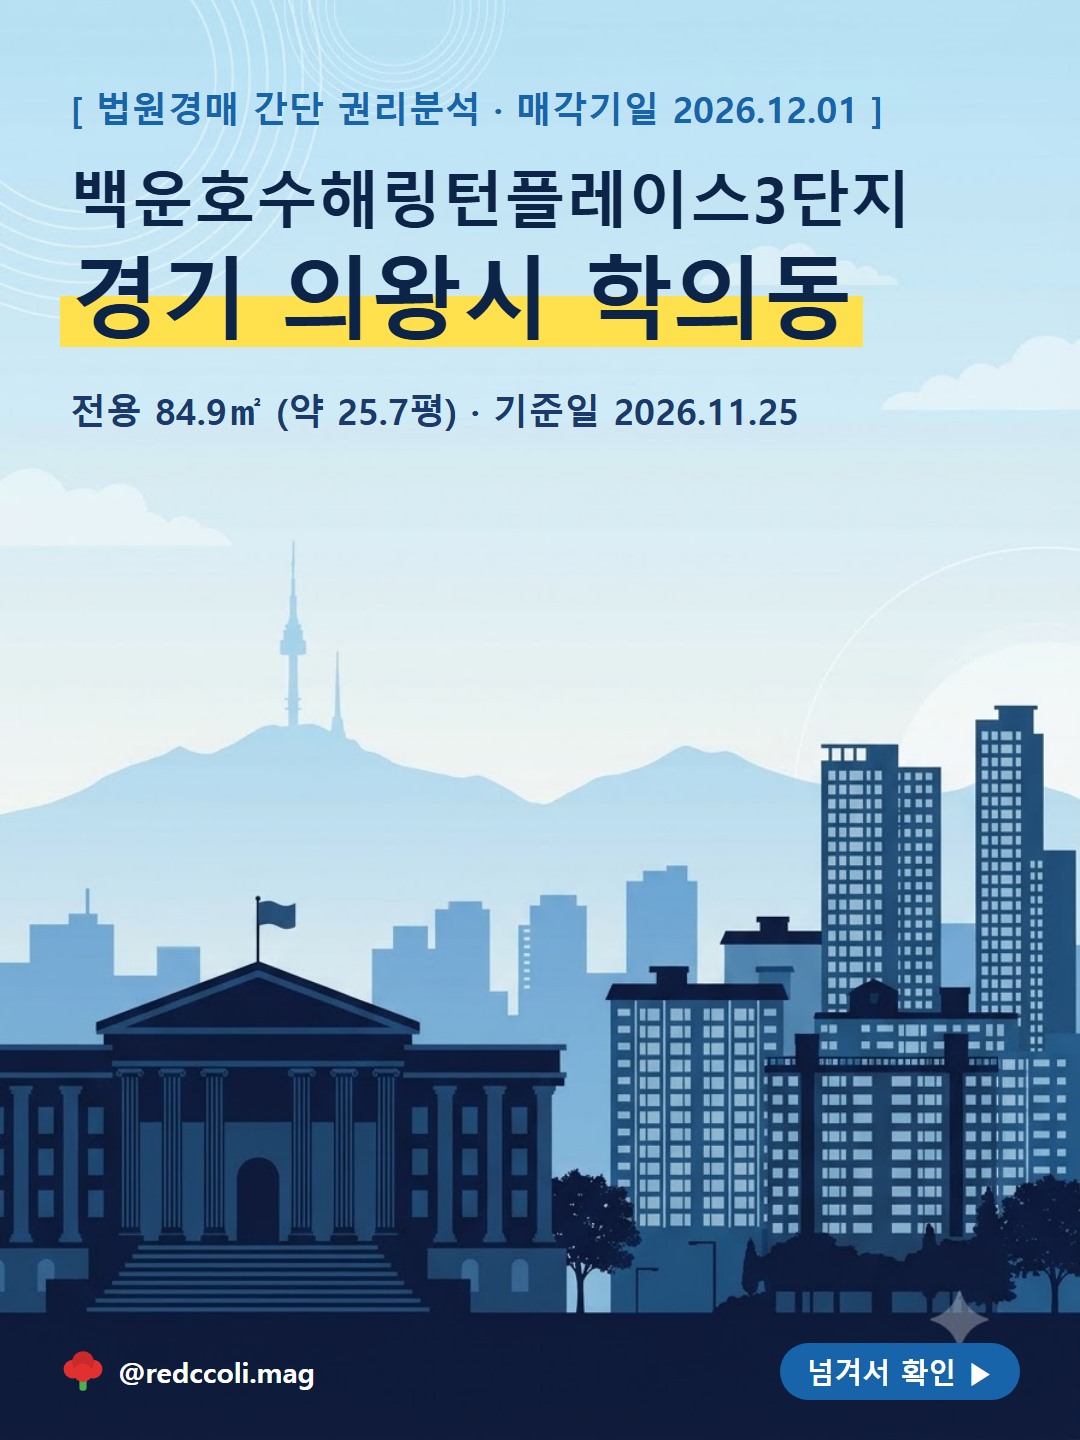 [ 법원경매 간단 권리분석 · 매각기일 2026.12.01 ]
백운호수해링턴플레이스3단지
경기 의왕시 학의동
전용 84.9㎡ (약 25.7평) · 기준일 2026.11.25
@redccoli.mag
넘겨서 확인 ▶